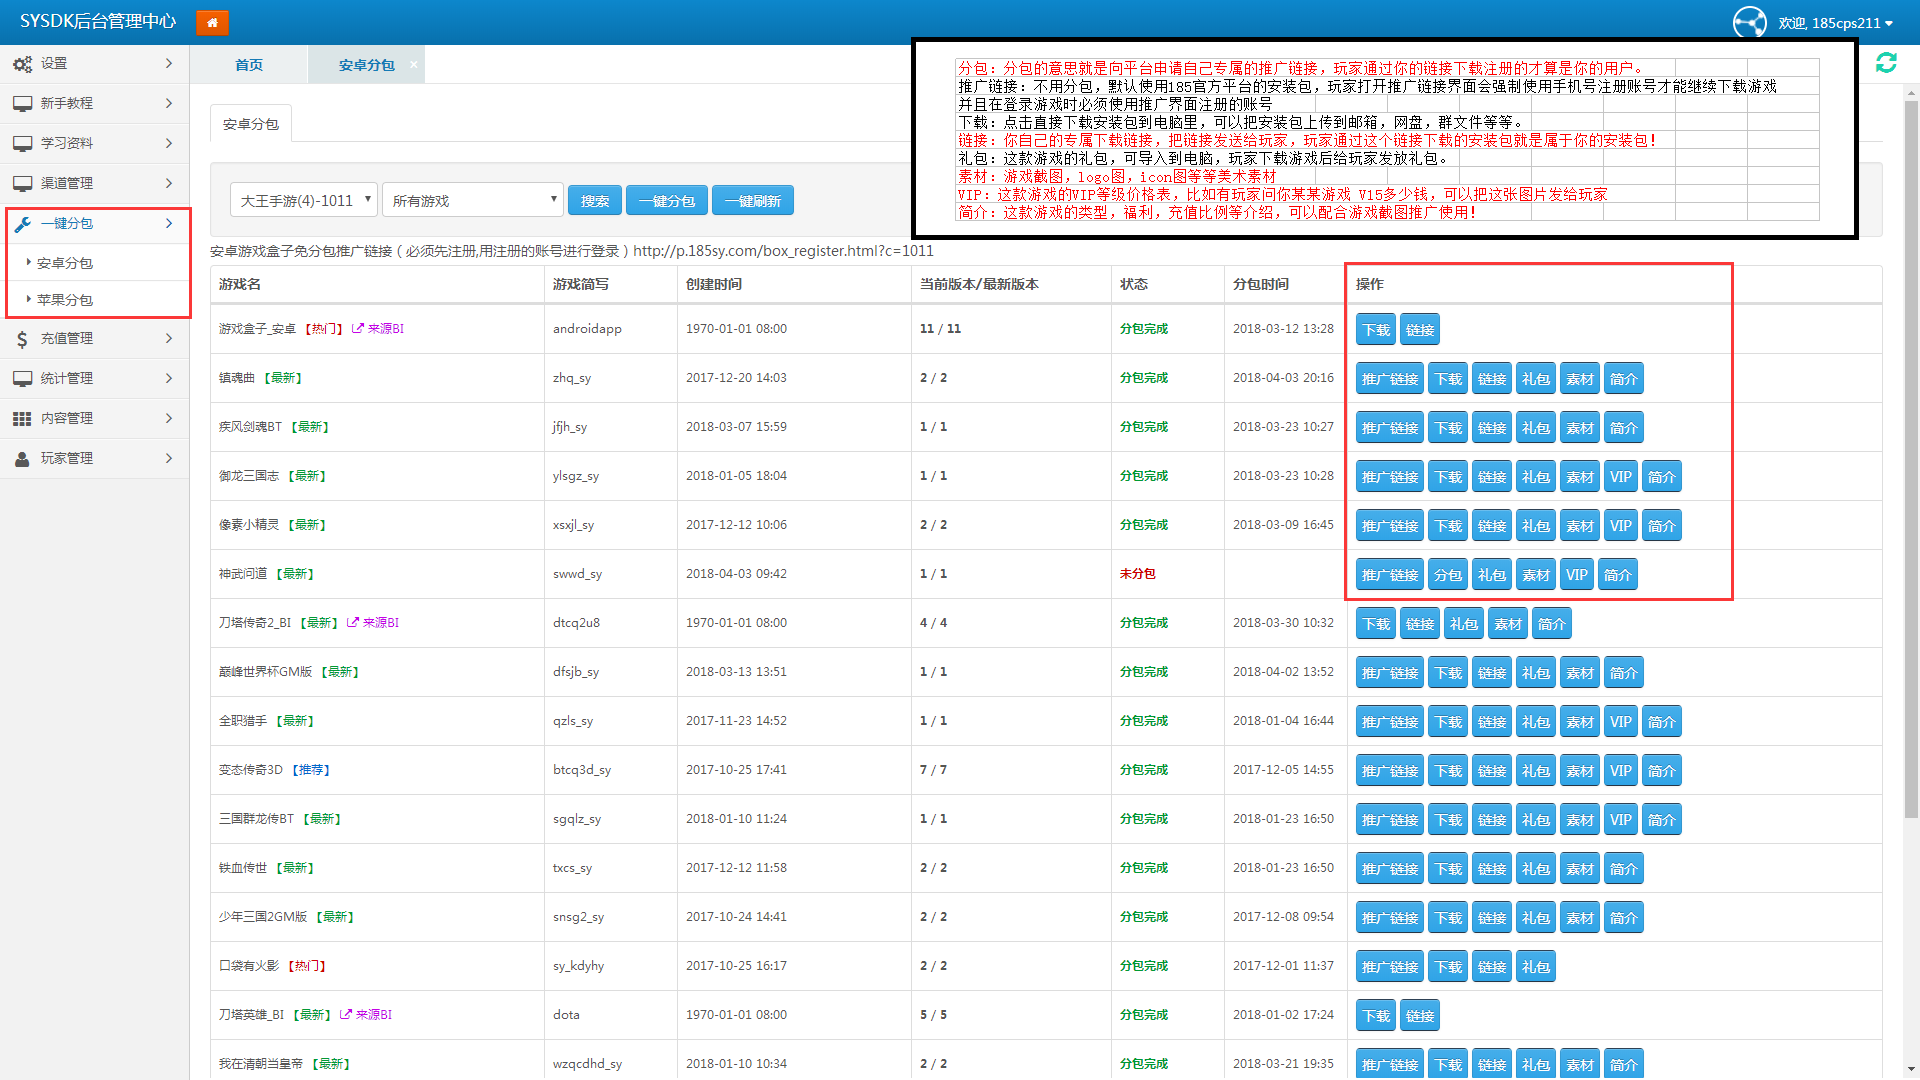 SYSDK后台管理中心
欢迎, 185cps211
设置
新手教程
学习资料
渠道管理
一键分包
安卓分包
苹果分包
充值管理
统计管理
内容管理
玩家管理
首页
安卓分包 ×
分包：分包的意思就是向平台申请自己专属的推广链接，玩家通过你的链接下载注册的才算是你的用户。
推广链接：不用分包，默认使用185官方平台的安装包，玩家打开推广链接界面会强制使用手机号注册账号才能继续下载游戏
并且在登录游戏时必须使用推广界面注册的账号
下载：点击直接下载安装包到电脑里，可以把安装包上传到邮箱，网盘，群文件等等。
链接：你自己的专属下载链接，把链接发送给玩家，玩家通过这个链接下载的安装包就是属于你的安装包！
礼包：这款游戏的礼包，可导入到电脑，玩家下载游戏后给玩家发放礼包。
素材：游戏截图，logo图，icon图等等美术素材
VIP：这款游戏的VIP等级价格表，比如有玩家问你某某游戏 V15多少钱，可以把这张图片发给玩家
简介：这款游戏的类型，福利，充值比例等介绍，可以配合游戏截图推广使用！
安卓分包
大王手游(4)-1011 所有游戏 搜索 一键分包 一键刷新
安卓游戏盒子免分包推广链接（必须先注册,用注册的账号进行登录）http://p.185sy.com/box_register.html?c=1011
游戏名 游戏简写 创建时间 当前版本/最新版本 状态 分包时间 操作
游戏盒子_安卓 【热门】 来源BI androidapp 1970-01-01 08:00 11 / 11 分包完成 2018-03-12 13:28 下载 链接
镇魂曲 【最新】 zhq_sy 2017-12-20 14:03 2 / 2 分包完成 2018-04-03 20:16 推广链接 下载 链接 礼包 素材 简介
疾风剑魂BT 【最新】 jfjh_sy 2018-03-07 15:59 1 / 1 分包完成 2018-03-23 10:27 推广链接 下载 链接 礼包 素材 简介
御龙三国志 【最新】 ylsgz_sy 2018-01-05 18:04 1 / 1 分包完成 2018-03-23 10:28 推广链接 下载 链接 礼包 素材 VIP 简介
像素小精灵 【最新】 xsxjl_sy 2017-12-12 10:06 2 / 2 分包完成 2018-03-09 16:45 推广链接 下载 链接 礼包 素材 VIP 简介
神武问道 【最新】 swwd_sy 2018-04-03 09:42 1 / 1 未分包 推广链接 分包 礼包 素材 VIP 简介
刀塔传奇2_BI 【最新】 来源BI dtcq2u8 1970-01-01 08:00 4 / 4 分包完成 2018-03-30 10:32 下载 链接 礼包 素材 简介
巅峰世界杯GM版 【最新】 dfsjb_sy 2018-03-13 13:51 1 / 1 分包完成 2018-04-02 13:52 推广链接 下载 链接 礼包 素材 简介
全职猎手 【最新】 qzls_sy 2017-11-23 14:52 1 / 1 分包完成 2018-01-04 16:44 推广链接 下载 链接 礼包 素材 VIP 简介
变态传奇3D 【推荐】 btcq3d_sy 2017-10-25 17:41 7 / 7 分包完成 2017-12-05 14:55 推广链接 下载 链接 礼包 素材 VIP 简介
三国群龙传BT 【最新】 sgqlz_sy 2018-01-10 11:24 1 / 1 分包完成 2018-01-23 16:50 推广链接 下载 链接 礼包 素材 VIP 简介
铁血传世 【最新】 txcs_sy 2017-12-12 11:58 2 / 2 分包完成 2018-01-23 16:50 推广链接 下载 链接 礼包 素材 简介
少年三国2GM版 【最新】 snsg2_sy 2017-10-24 14:41 2 / 2 分包完成 2017-12-08 09:54 推广链接 下载 链接 礼包 素材 简介
口袋有火影 【热门】 sy_kdyhy 2017-10-25 16:17 2 / 2 分包完成 2017-12-01 11:37 推广链接 下载 链接 礼包
刀塔英雄_BI 【最新】 来源BI dota 1970-01-01 08:00 5 / 5 分包完成 2018-01-02 17:24 下载 链接
我在清朝当皇帝 【最新】 wzqcdhd_sy 2018-01-10 10:34 2 / 2 分包完成 2018-03-21 19:35 推广链接 下载 链接 礼包 素材 简介